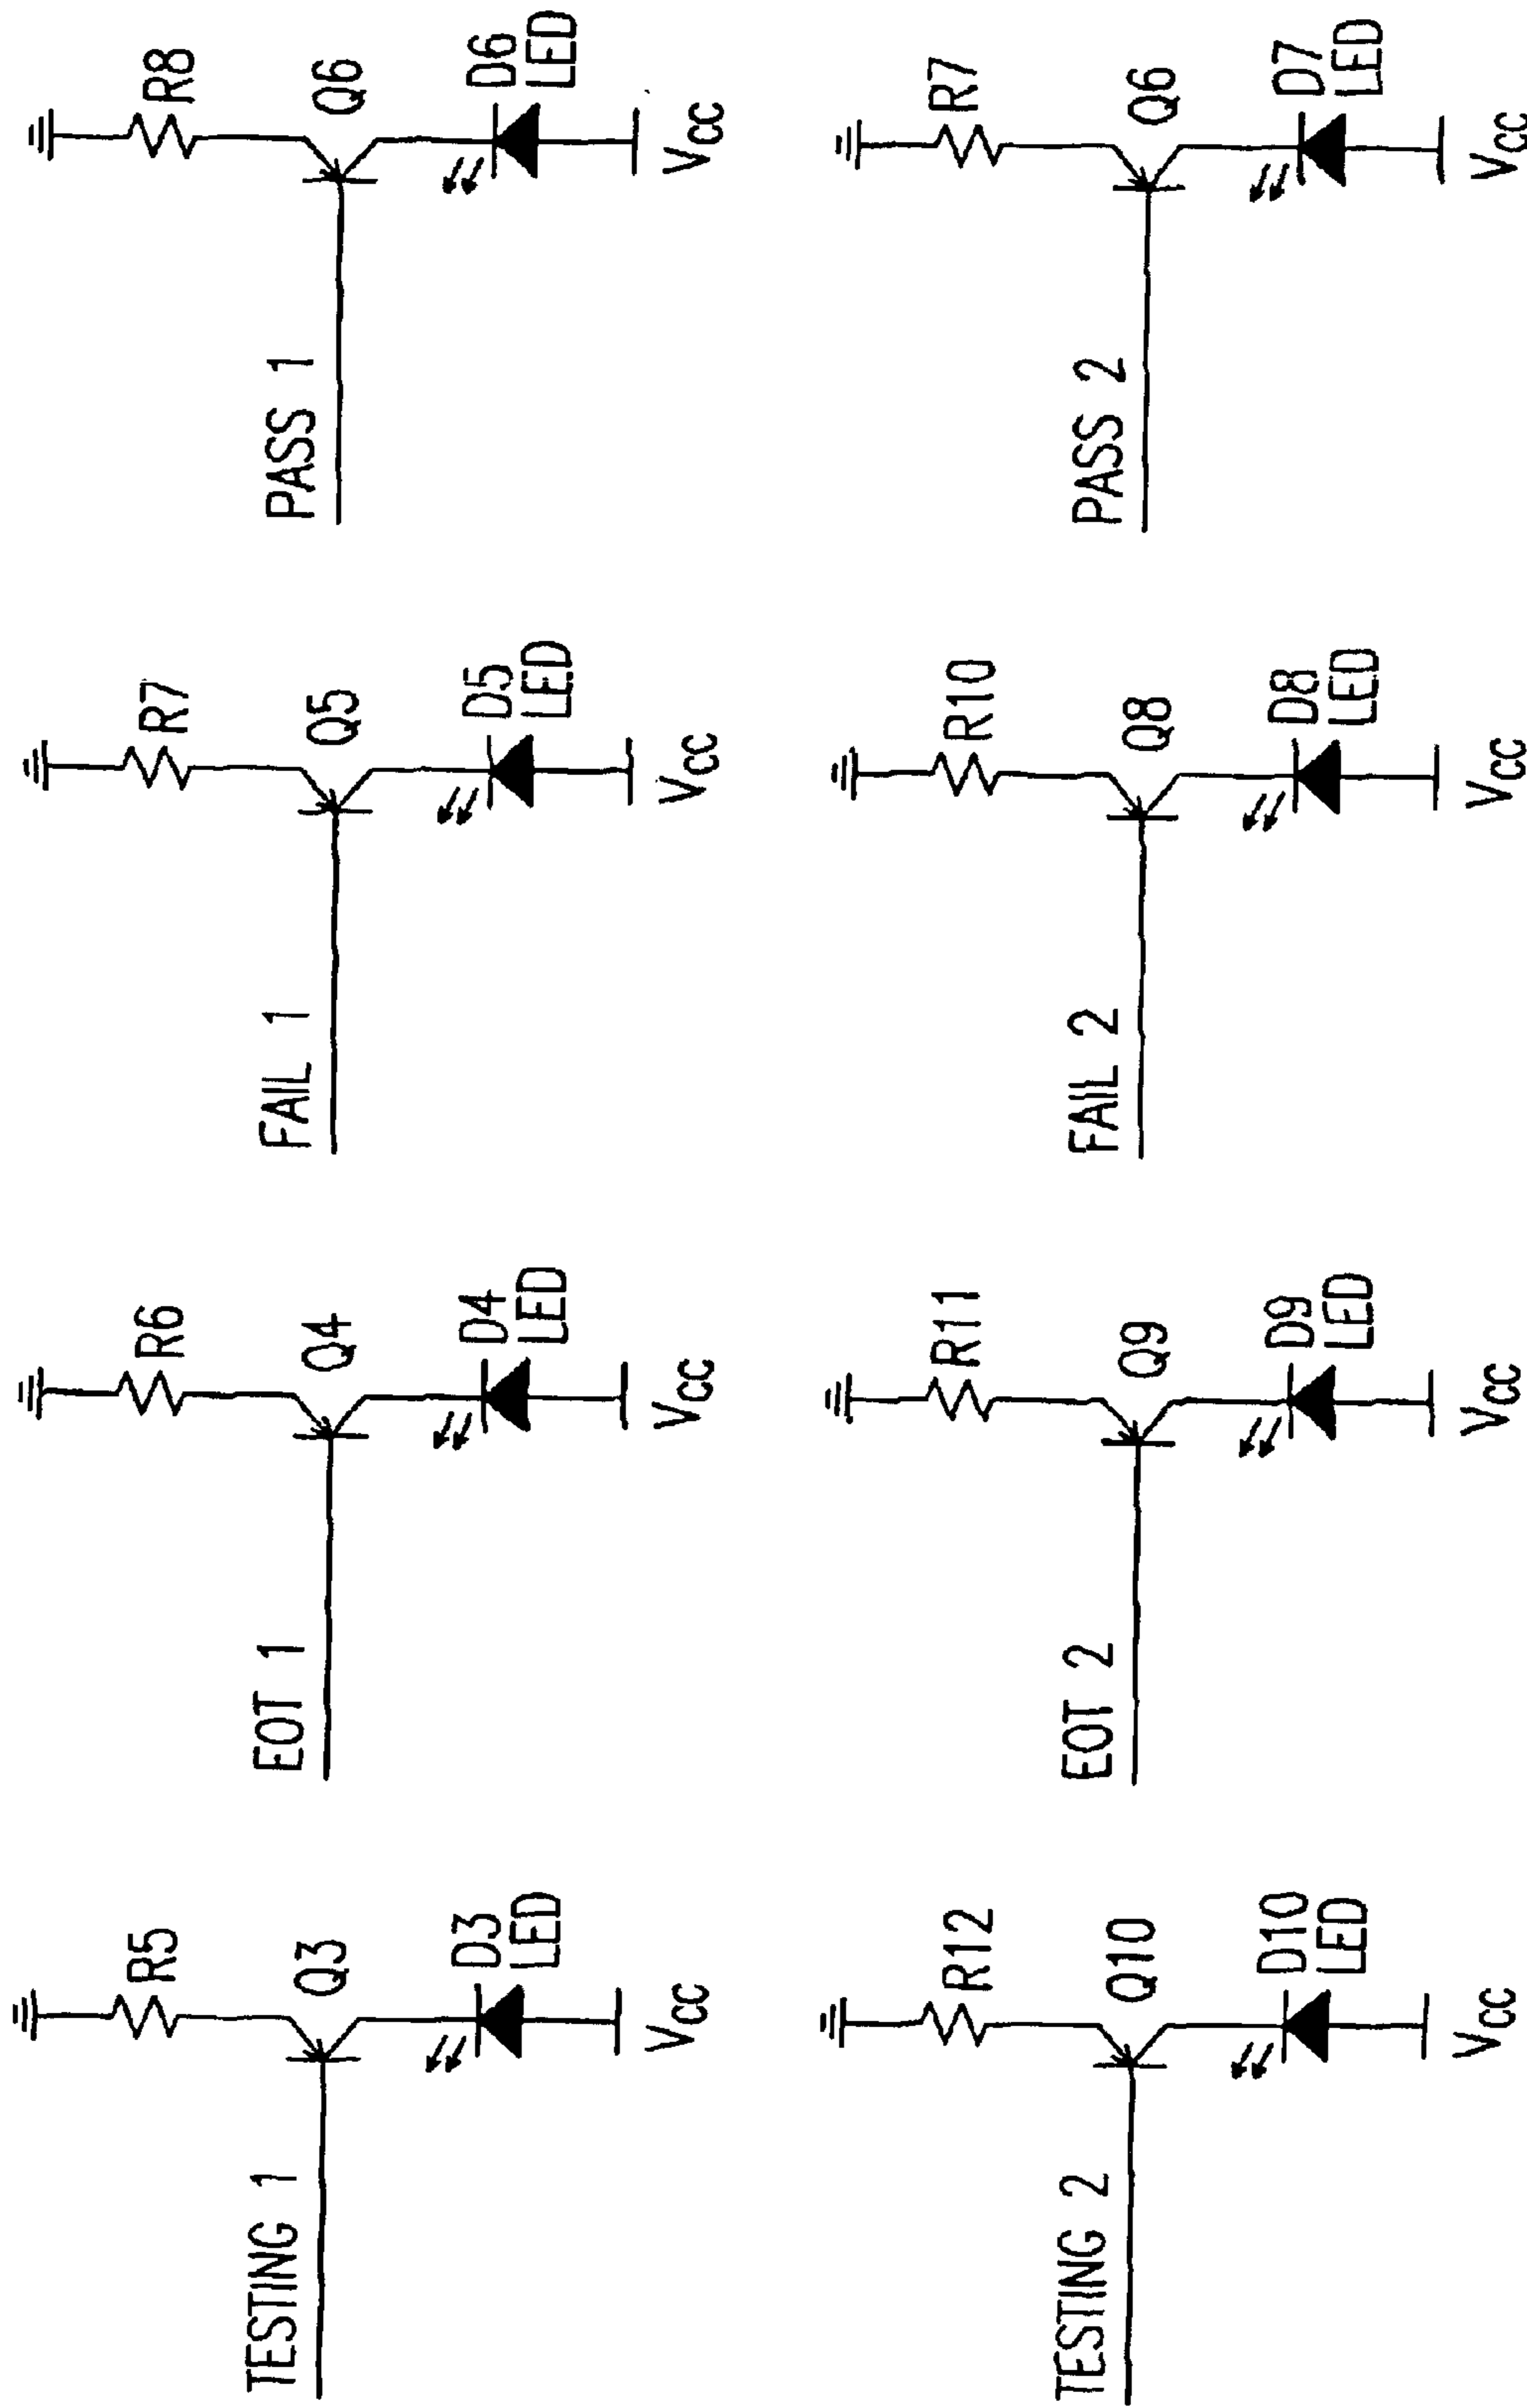 R5
TESTING 1
Q3
D3
LED
VCC
R6
EOT 1
Q4
D4
LED
VCC
R7
FAIL 1
Q5
D5
LED
VCC
R8
PASS 1
Q6
D6
LED
VCC
R12
TESTING 2
Q10
D10
LED
VCC
R11
EOT 2
Q9
D9
LED
VCC
R10
FAIL 2
Q8
D8
LED
VCC
R7
PASS 2
Q6
D7
LED
VCC